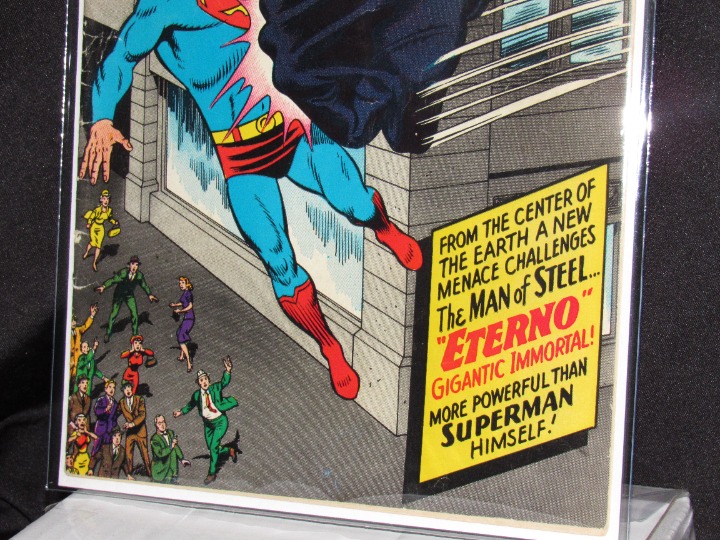 FROM THE CENTER OF
THE EARTH A NEW
MENACE CHALLENGES
The MAN of STEEL...
"ETERNO"
GIGANTIC IMMORTAL!
MORE POWERFUL THAN
SUPERMAN
HIMSELF!